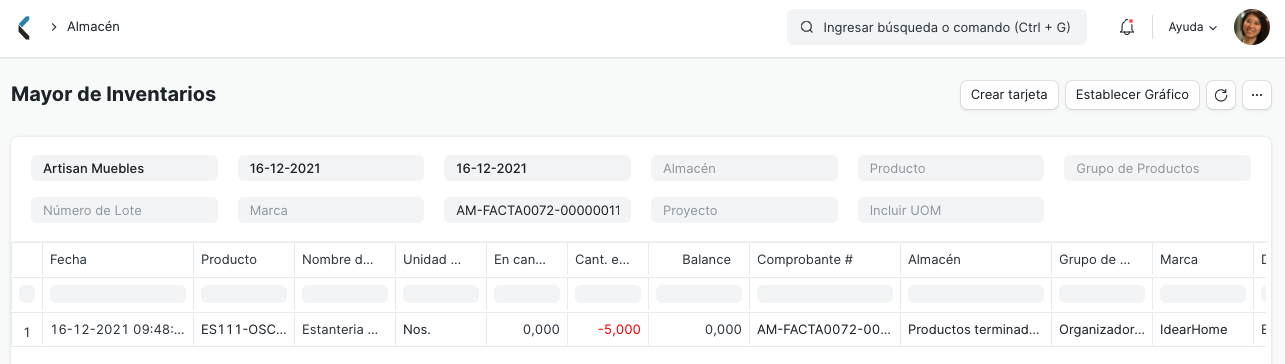 Almacén
Ingresar búsqueda o comando (Ctrl + G)
Ayuda
Mayor de Inventarios
Crear tarjeta
Establecer Gráfico
Artisan Muebles
16-12-2021
16-12-2021
Almacén
Producto
Grupo de Productos
Número de Lote
Marca
AM-FACTA0072-00000011
Proyecto
Incluir UOM
Fecha Producto Nombre d... Unidad ... En can... Cant. e... Balance Comprobante # Almacén Grupo de ... Marca
1 16-12-2021 09:48:... ES111-OSC... Estanteria ... Nos. 0,000 -5,000 0,000 AM-FACTA0072-00... Productos terminad... Organizador... IdearHome